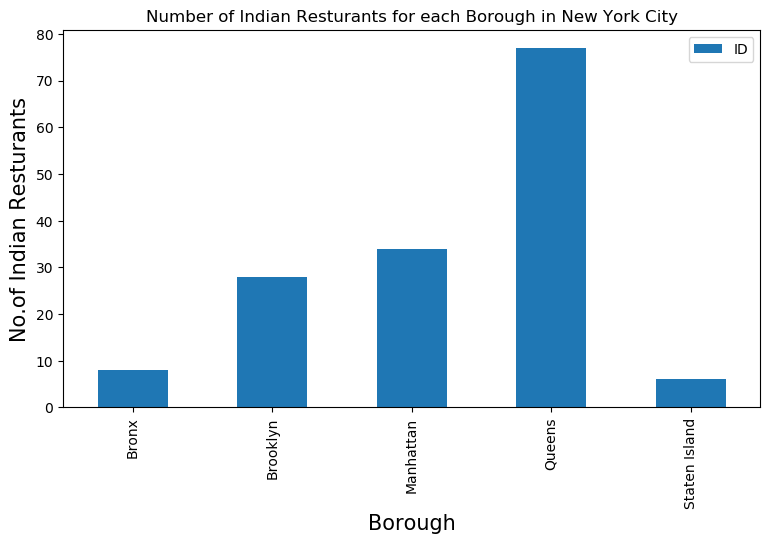 Number of Indian Resturants for each Borough in New York City
ID
No.of Indian Resturants
80
70
60
50
40
30
20
10
0
Bronx
Brooklyn
Manhattan
Queens
Staten Island
Borough